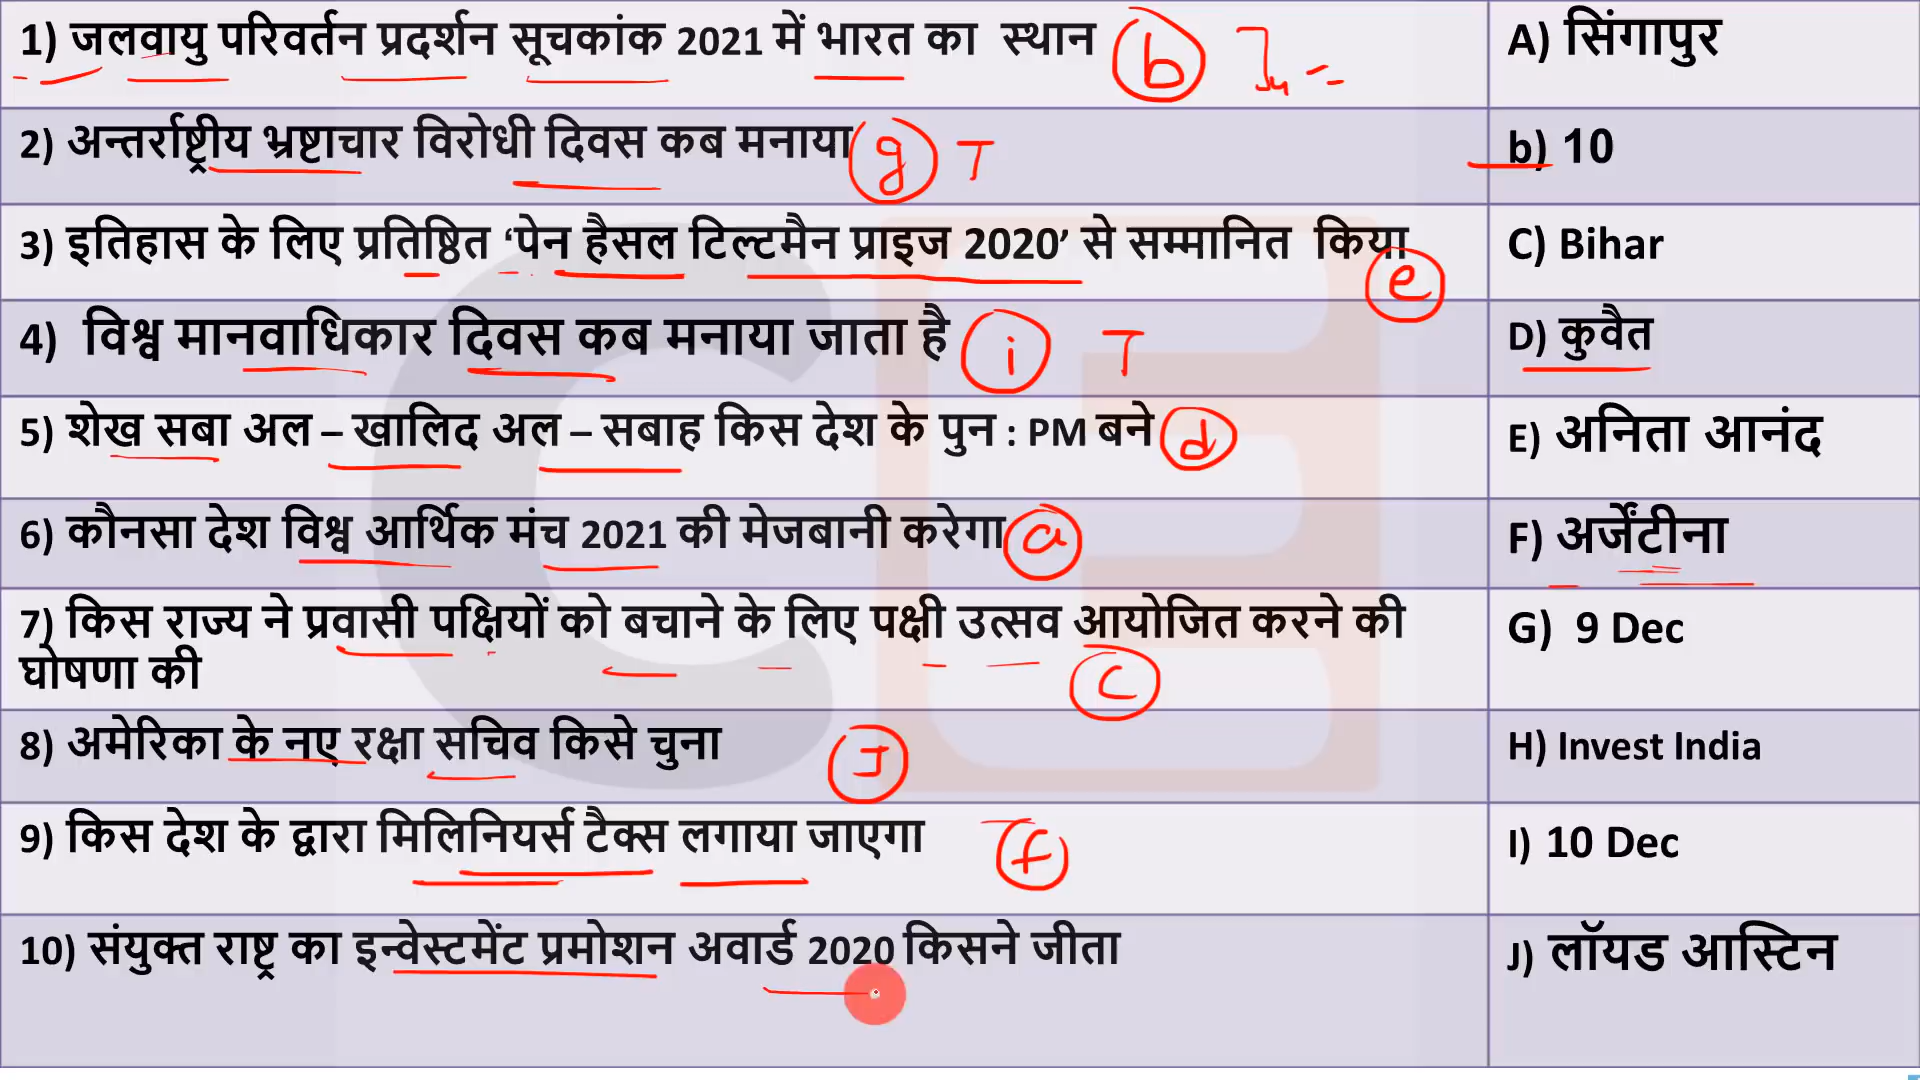 1) जलवायु परिवर्तन प्रदर्शन सूचकांक 2021 में भारत का स्थान b
A) सिंगापुर
2) अन्तर्राष्ट्रीय भ्रष्टाचार विरोधी दिवस कब मनाया g T
b) 10
3) इतिहास के लिए प्रतिष्ठित ‘पेन हैसल टिल्टमैन प्राइज 2020’ से सम्मानित किया e
C) Bihar
4) विश्व मानवाधिकार दिवस कब मनाया जाता है i T
D) कुवैत
5) शेख सबा अल – खालिद अल – सबाह किस देश के पुन : PM बने d
E) अनिता आनंद
6) कौनसा देश विश्व आर्थिक मंच 2021 की मेजबानी करेगा a
F) अर्जेंटीना
7) किस राज्य ने प्रवासी पक्षियों को बचाने के लिए पक्षी उत्सव आयोजित करने की
घोषणा की c
G) 9 Dec
8) अमेरिका के नए रक्षा सचिव किसे चुना J
H) Invest India
9) किस देश के द्वारा मिलिनियर्स टैक्स लगाया जाएगा f
I) 10 Dec
10) संयुक्त राष्ट्र का इन्वेस्टमेंट प्रमोशन अवार्ड 2020 किसने जीता
J) लॉयड आस्टिन